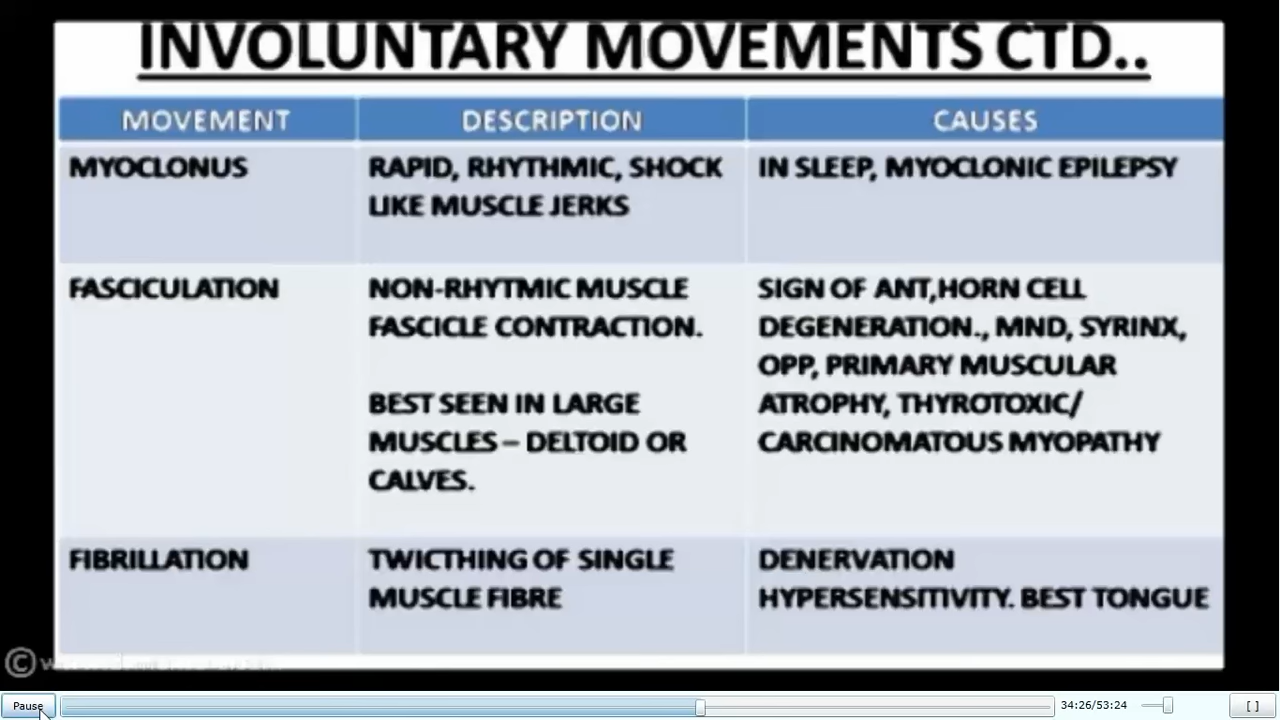 INVOLUNTARY MOVEMENTS CTD..
MOVEMENT DESCRIPTION CAUSES
MYOCLONUS RAPID, RHYTHMIC, SHOCK IN SLEEP, MYOCLONIC EPILEPSY
LIKE MUSCLE JERKS
FASCICULATION NON-RHYTMIC MUSCLE SIGN OF ANT,HORN CELL
FASCICLE CONTRACTION. DEGENERATION., MND, SYRINX,
OPP, PRIMARY MUSCULAR
BEST SEEN IN LARGE ATROPHY, THYROTOXIC/
MUSCLES – DELTOID OR CARCINOMATOUS MYOPATHY
CALVES.
FIBRILLATION TWICTHING OF SINGLE DENERVATION
MUSCLE FIBRE HYPERSENSITIVITY. BEST TONGUE
©
Pause 34:26/53:24 [ ]